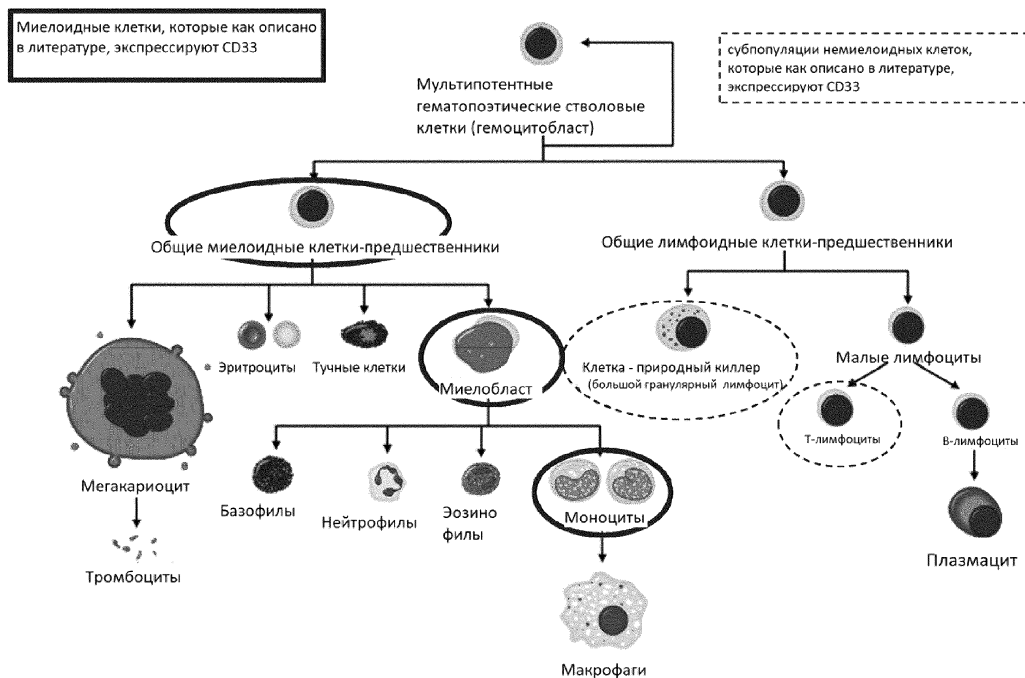 Миелоидные клетки, которые как описано
в литературе, экспрессируют CD33
субпопуляции немиелоидных клеток,
которые как описано в литературе,
экспрессируют CD33
Мультипотентные
гематопоэтические стволовые
клетки (гемоцитобласт)
Общие миелоидные клетки-предшественники
Общие лимфоидные клетки-предшественники
Эритроциты
Тучные клетки
Миелобласт
Клетка - природный киллер
(большой гранулярный лимфоцит)
Малые лимфоциты
Т-лимфоциты
В-лимфоциты
Мегакариоцит
Базофилы
Нейтрофилы
Эозино
филы
Моноциты
Плазмацит
Тромбоциты
Макрофаги